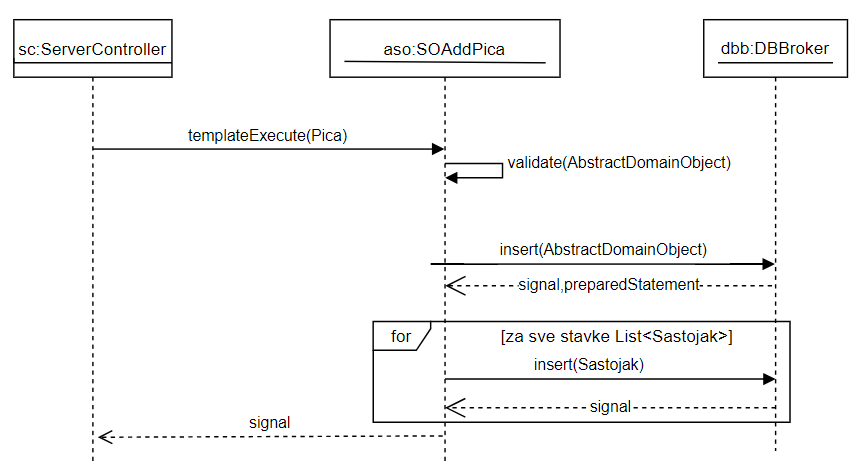 sc:ServerController
aso:SOAddPica
dbb:DBBroker
templateExecute(Pica)
validate(AbstractDomainObject)
insert(AbstractDomainObject)
signal,preparedStatement
for
[za sve stavke List<Sastojak>]
insert(Sastojak)
signal
signal